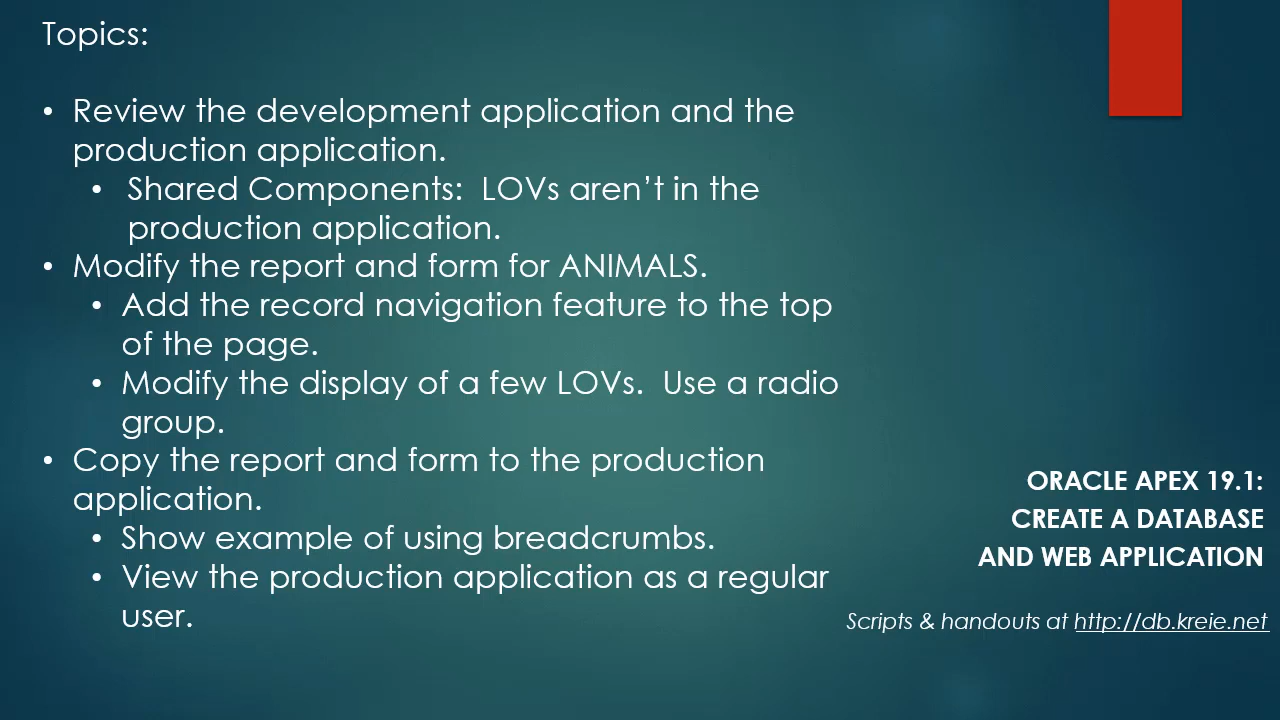 Topics:
• Review the development application and the
production application.
• Shared Components:  LOVs aren’t in the
production application.
• Modify the report and form for ANIMALS.
• Add the record navigation feature to the top
of the page.
• Modify the display of a few LOVs.  Use a radio
group.
• Copy the report and form to the production
application.
• Show example of using breadcrumbs.
• View the production application as a regular
user.
ORACLE APEX 19.1:
CREATE A DATABASE
AND WEB APPLICATION
Scripts & handouts at http://db.kreie.net